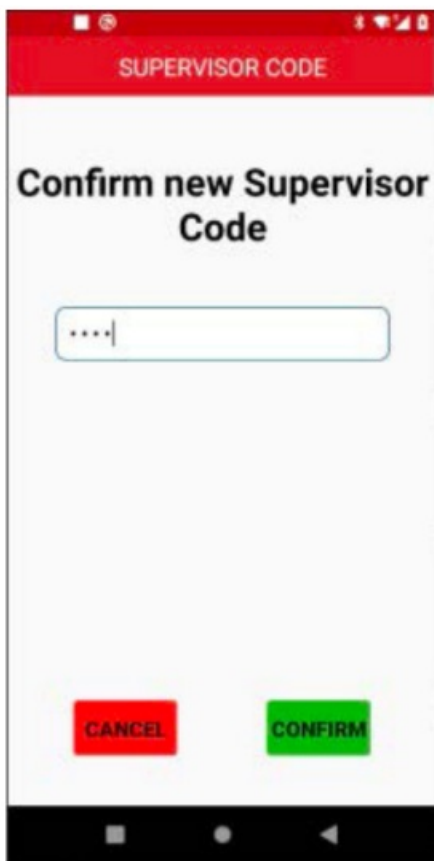 SUPERVISOR CODE
Confirm new Supervisor
Code
••••
CANCEL
CONFIRM